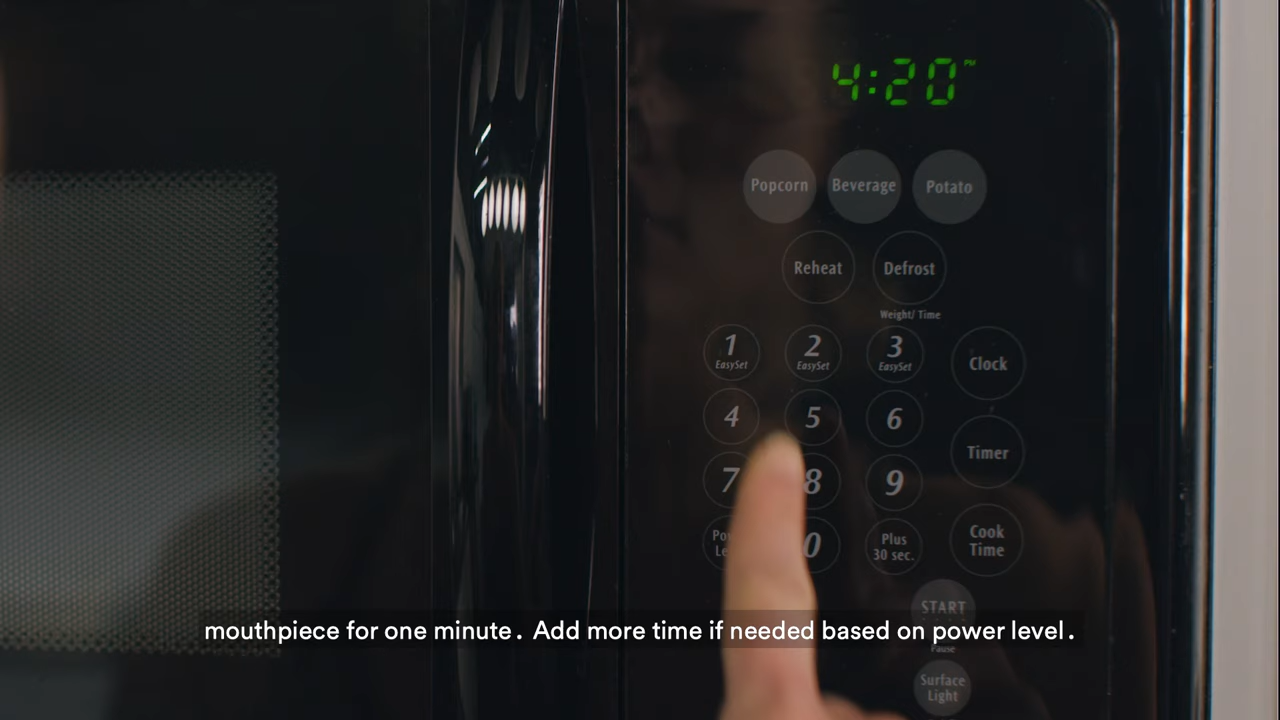 4:20 PM
Popcorn Beverage Potato
Reheat Defrost
Weight/ Time
1 2 3
EasySet EasySet EasySet
Clock
4 5 6
Timer
7 8 9
0
Plus
30 sec.
Cook
Time
START
mouthpiece for one minute. Add more time if needed based on power level.
Pause
Surface
Light